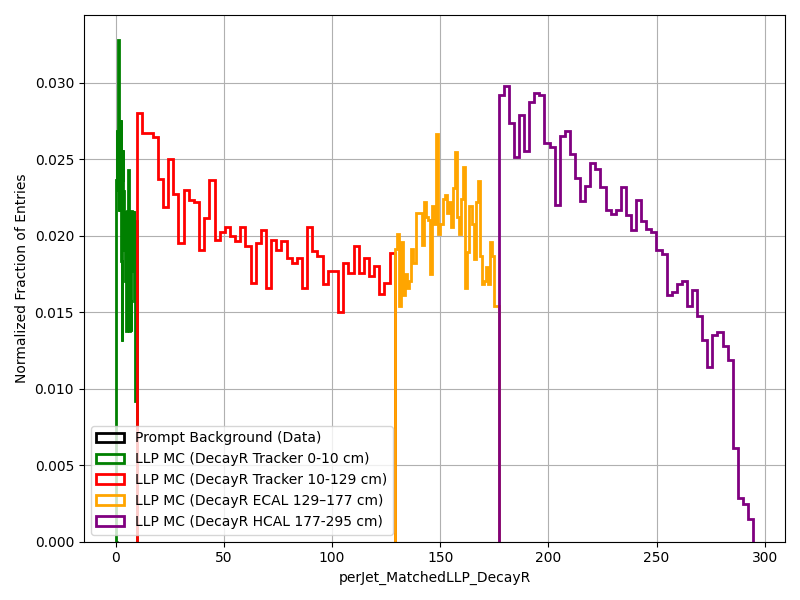 0.030
0.025
0.020
0.015
0.010
0.005
0.000
Normalized Fraction of Entries
Prompt Background (Data)
LLP MC (DecayR Tracker 0-10 cm)
LLP MC (DecayR Tracker 10-129 cm)
LLP MC (DecayR ECAL 129–177 cm)
LLP MC (DecayR HCAL 177-295 cm)
0 50 100 150 200 250 300
perJet_MatchedLLP_DecayR